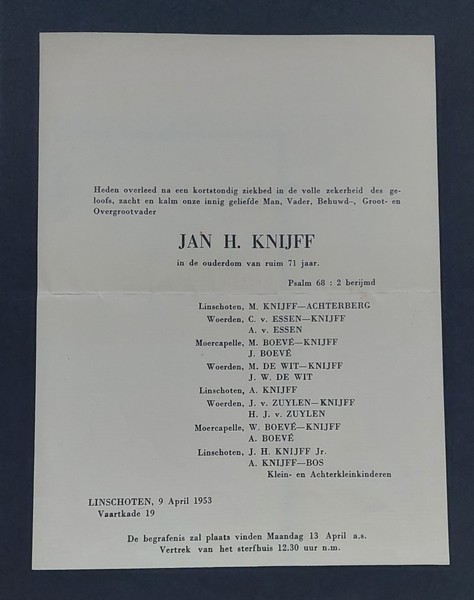 Heden overleed na een kortstondig ziekbed in de volle zekerheid des ge-
loofs, zacht en kalm onze innig geliefde Man, Vader, Behuwd-, Groot- en
Overgrootvader
JAN H. KNIJFF
in de ouderdom van ruim 71 jaar.
Psalm 68 : 2 berijmd
Linschoten, M. KNIJFF—ACHTERBERG
Woerden, C. v. ESSEN—KNIJFF
A. v. ESSEN
Moercapelle, M. BOEVÉ—KNIJFF
J. BOEVÉ
Woerden, M. DE WIT—KNIJFF
J. W. DE WIT
Linschoten, A. KNIJFF
Woerden, J. v. ZUYLEN—KNIJFF
H. J. v. ZUYLEN
Moercapelle, W. BOEVÉ—KNIJFF
A. BOEVÉ
Linschoten, J. H. KNIJFF Jr.
A. KNIJFF—BOS
Klein- en Achterkleinkinderen
LINSCHOTEN, 9 April 1953
Vaartkade 19
De begrafenis zal plaats vinden Maandag 13 April a.s.
Vertrek van het sterfhuis 12.30 uur n.m.